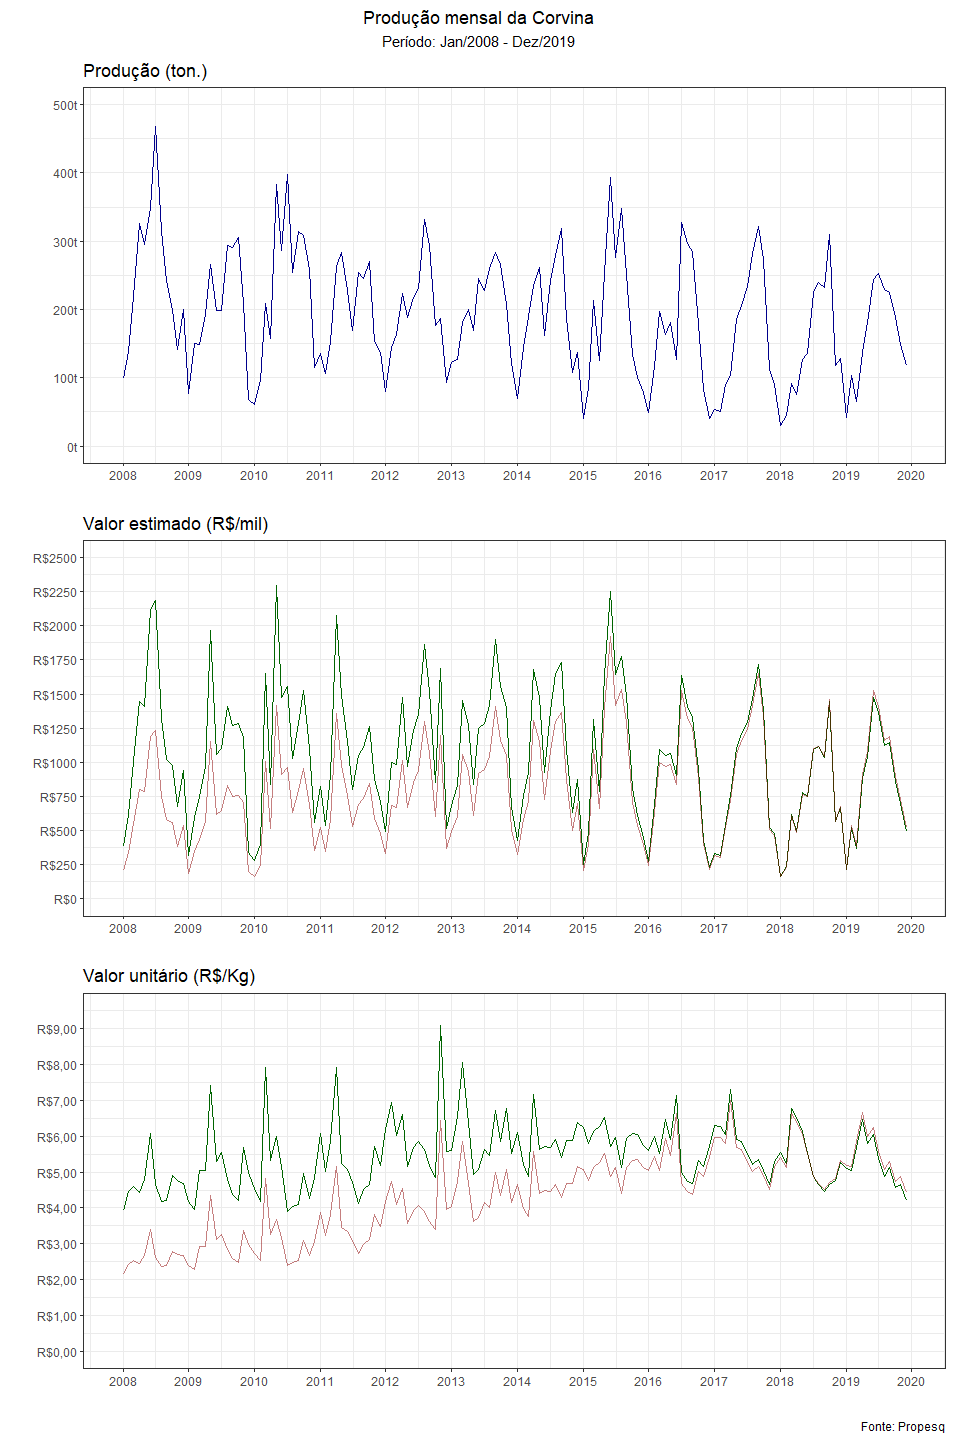 Produção mensal da Corvina
Período: Jan/2008 - Dez/2019
Produção (ton.)
500t
400t
300t
200t
100t
0t
2008 2009 2010 2011 2012 2013 2014 2015 2016 2017 2018 2019 2020
Valor estimado (R$/mil)
R$2500
R$2250
R$2000
R$1750
R$1500
R$1250
R$1000
R$750
R$500
R$250
R$0
2008 2009 2010 2011 2012 2013 2014 2015 2016 2017 2018 2019 2020
Valor unitário (R$/Kg)
R$9,00
R$8,00
R$7,00
R$6,00
R$5,00
R$4,00
R$3,00
R$2,00
R$1,00
R$0,00
2008 2009 2010 2011 2012 2013 2014 2015 2016 2017 2018 2019 2020
Fonte: Propesq